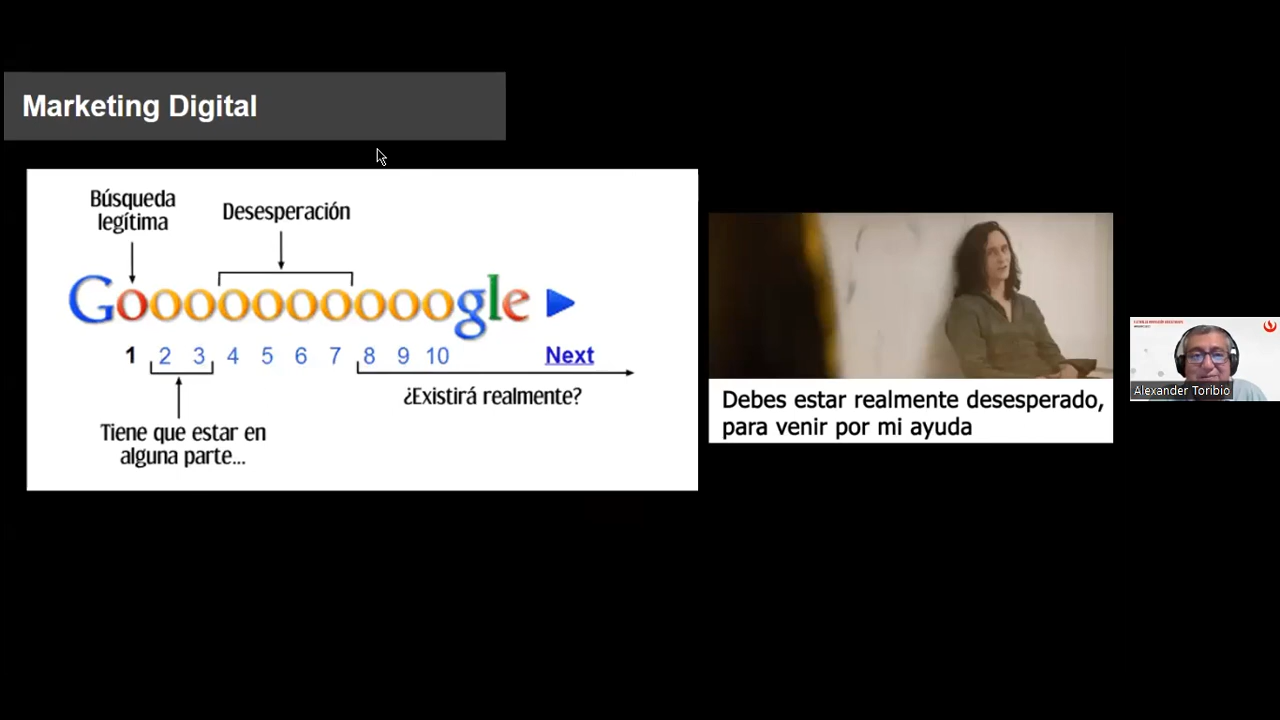 Marketing Digital
Búsqueda
legítima
Desesperación
Gooooooooooogle
1 2 3 4 5 6 7 8 9 10 Next
¿Existirá realmente?
Tiene que estar en
alguna parte...
Debes estar realmente desesperado,
para venir por mi ayuda
Alexander Toribio